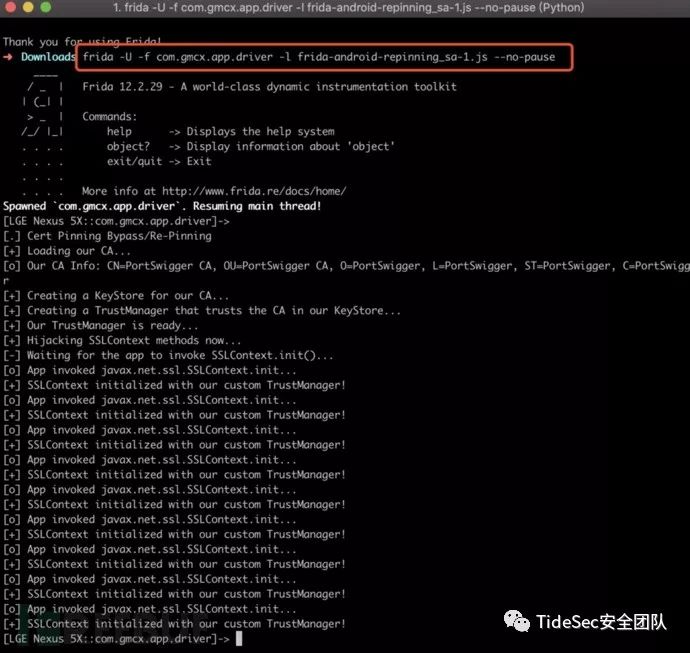 1. frida -U -f com.gmcx.app.driver -l frida-android-repinning_sa-1.js --no-pause (Python)
Thank you for using Frida!
➜ Downloads frida -U -f com.gmcx.app.driver -l frida-android-repinning_sa-1.js --no-pause
____
/ _ | Frida 12.2.29 - A world-class dynamic instrumentation toolkit
| (_| |
> _ | Commands:
/_/ |_| help -> Displays the help system
. . . . object? -> Display information about 'object'
. . . . exit/quit -> Exit
. . . .
. . . . More info at http://www.frida.re/docs/home/
Spawned `com.gmcx.app.driver`. Resuming main thread!
[LGE Nexus 5X::com.gmcx.app.driver]->
[.] Cert Pinning Bypass/Re-Pinning
[+] Loading our CA...
[o] Our CA Info: CN=PortSwigger CA, OU=PortSwigger CA, O=PortSwigger, L=PortSwigger, ST=PortSwigger, C=PortSwigge
r
[+] Creating a KeyStore for our CA...
[+] Creating a TrustManager that trusts the CA in our KeyStore...
[+] Our TrustManager is ready...
[+] Hijacking SSLContext methods now...
[-] Waiting for the app to invoke SSLContext.init()...
[o] App invoked javax.net.ssl.SSLContext.init...
[+] SSLContext initialized with our custom TrustManager!
[o] App invoked javax.net.ssl.SSLContext.init...
[+] SSLContext initialized with our custom TrustManager!
[o] App invoked javax.net.ssl.SSLContext.init...
[+] SSLContext initialized with our custom TrustManager!
[o] App invoked javax.net.ssl.SSLContext.init...
[+] SSLContext initialized with our custom TrustManager!
[o] App invoked javax.net.ssl.SSLContext.init...
[+] SSLContext initialized with our custom TrustManager!
[o] App invoked javax.net.ssl.SSLContext.init...
[+] SSLContext initialized with our custom TrustManager!
[o] App invoked javax.net.ssl.SSLContext.init...
[+] SSLContext initialized with our custom TrustManager!
[o] App invoked javax.net.ssl.SSLContext.init...
[+] SSLContext initialized with our custom TrustManager!
[o] App invoked javax.net.ssl.SSLContext.init...
[+] SSLContext initialized with our custom TrustManager!
[LGE Nexus 5X::com.gmcx.app.driver]->
TideSec安全团队